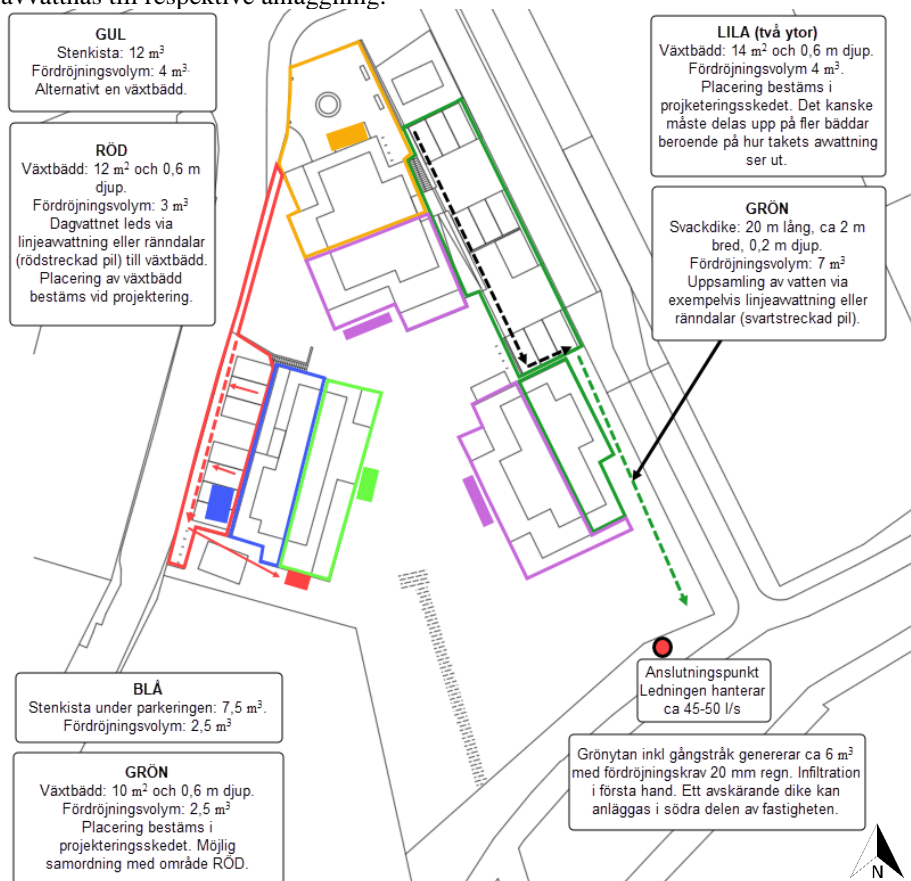 avvattnas till respektive anläggning.
GUL
Stenkista: 12 m³
Fördröjningsvolym: 4 m³.
Alternativt en växtbädd.
RÖD
Växtbädd: 12 m² och 0,6 m
djup.
Fördröjningsvolym: 3 m³
Dagvattnet leds via
linjeavvattning eller ränndalar
(rödstreckad pil) till växtbädd.
Placering av växtbädd
bestäms vid projektering.
LILA (två ytor)
Växtbädd: 14 m² och 0,6 m djup.
Fördröjningsvolym 4 m³.
Placering bestäms i
projketeringsskedet. Det kanske
måste delas upp på fler bäddar
beroende på hur takets avvattning
ser ut.
GRÖN
Svackdike: 20 m lång, ca 2 m
bred, 0,2 m djup.
Fördröjningsvolym: 7 m³
Uppsamling av vatten via
exempelvis linjeavvattning eller
ränndalar (svartstreckad pil).
BLÅ
Stenkista under parkeringen: 7,5 m³.
Fördröjningsvolym: 2,5 m³
GRÖN
Växtbädd: 10 m² och 0,6 m djup.
Fördröjningsvolym: 2,5 m³
Placering bestäms i
projekteringsskedet. Möjlig
samordning med område RÖD.
Anslutningspunkt
Ledningen hanterar
ca 45-50 l/s
Grönytan inkl gångstråk genererar ca 6 m³
med fördröjningskrav 20 mm regn. Infiltration
i första hand. Ett avskärande dike kan
anläggas i södra delen av fastigheten.
N